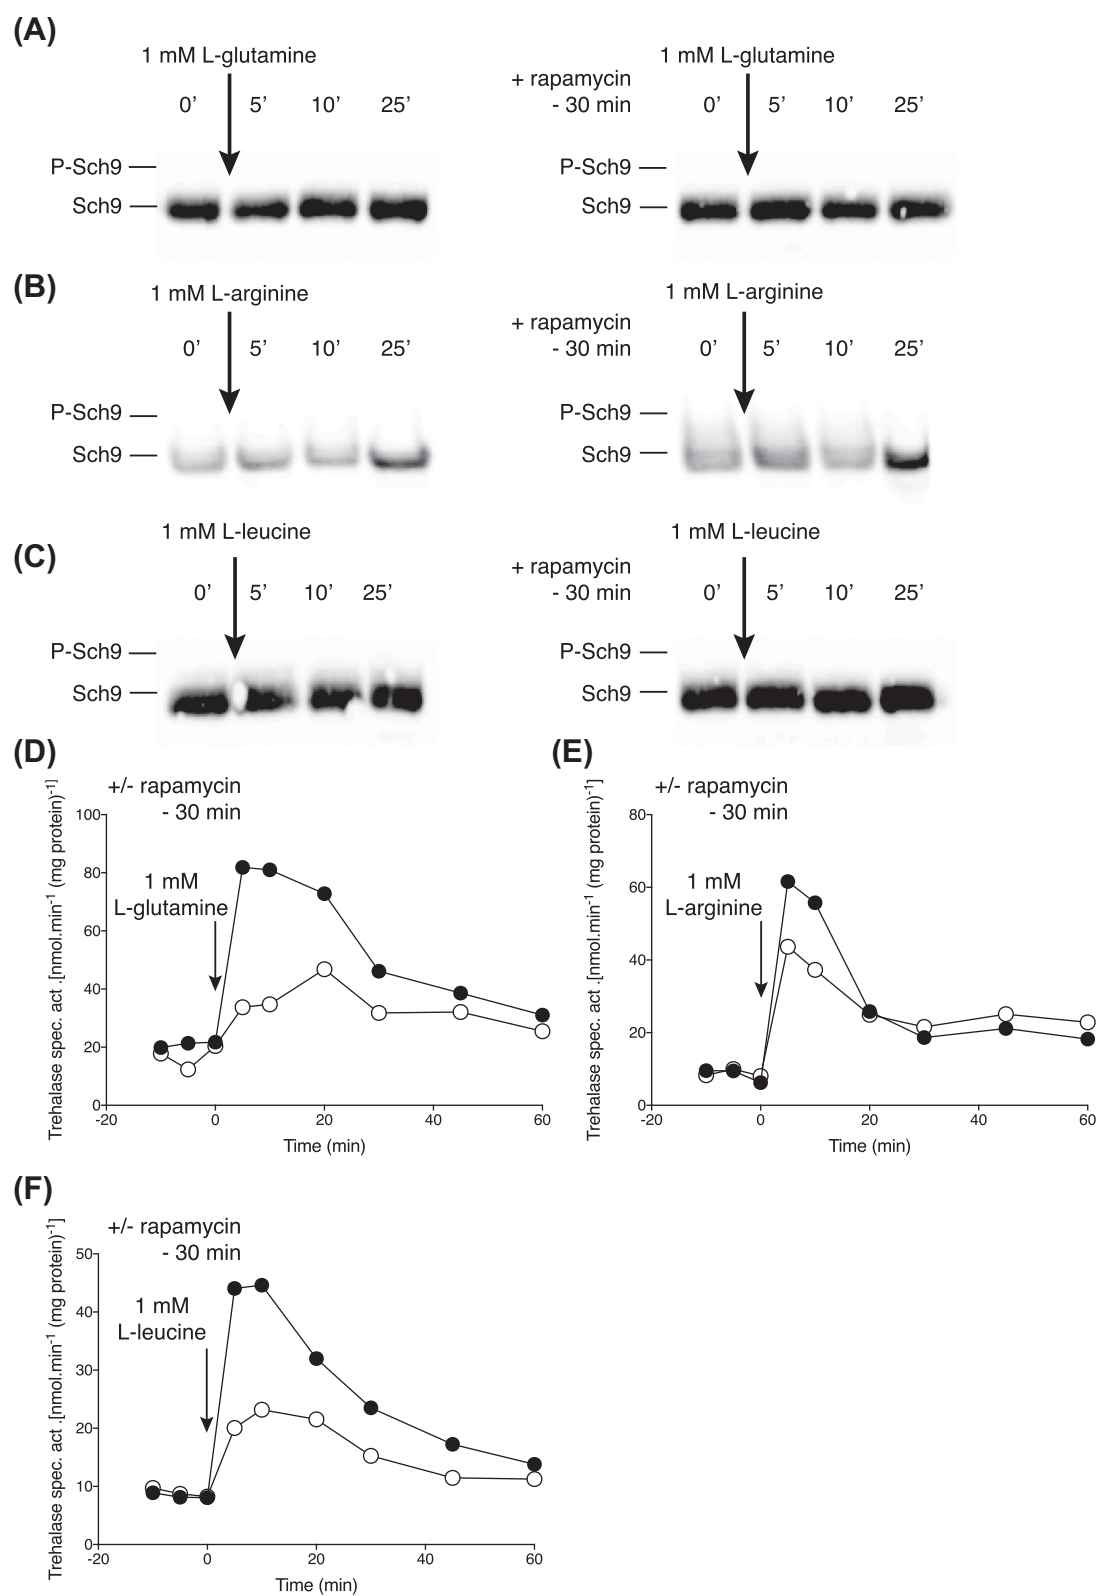 (A)
1 mM L-glutamine
0’ 5’ 10’ 25’
P-Sch9
Sch9
1 mM L-glutamine
+ rapamycin
- 30 min
0’ 5’ 10’ 25’
P-Sch9
Sch9
(B)
1 mM L-arginine
0’ 5’ 10’ 25’
P-Sch9
Sch9
1 mM L-arginine
+ rapamycin
- 30 min
0’ 5’ 10’ 25’
P-Sch9
Sch9
(C)
1 mM L-leucine
0’ 5’ 10’ 25’
P-Sch9
Sch9
1 mM L-leucine
+ rapamycin
- 30 min
0’ 5’ 10’ 25’
P-Sch9
Sch9
(D)
+/- rapamycin
- 30 min
1 mM
L-glutamine
Trehalase spec. act .[nmol.min-1 (mg protein)-1]
100
80
60
40
20
0
-20 0 20 40 60
Time (min)
(E)
+/- rapamycin
- 30 min
1 mM
L-arginine
Trehalase spec. act .[nmol.min-1 (mg protein)-1]
80
60
40
20
0
-20 0 20 40 60
Time (min)
(F)
+/- rapamycin
- 30 min
1 mM
L-leucine
Trehalase spec. act .[nmol.min-1 (mg protein)-1]
50
40
30
20
10
0
-20 0 20 40 60
Time (min)